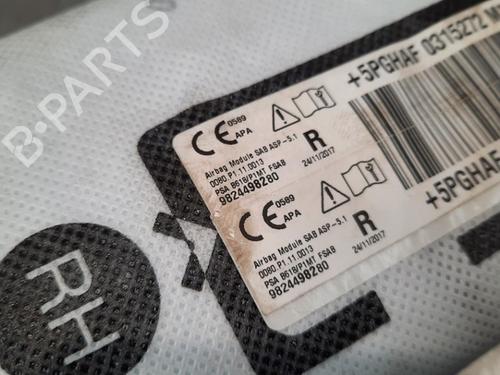 B-PARTS
+5PGHAF 0315272
CE 0589
APA
R
Airbag Module SAB ASP-5.1
0080.P1.11.0013
PSA B618/P1MT FSAB
9824498280
24/11/2017
+5PGHAF
CE 0589
APA
R
Airbag Module SAB ASP-5.1
0080.P1.11.0013
PSA B618/P1MT FSAB
9824498280
24/11/2017
RH